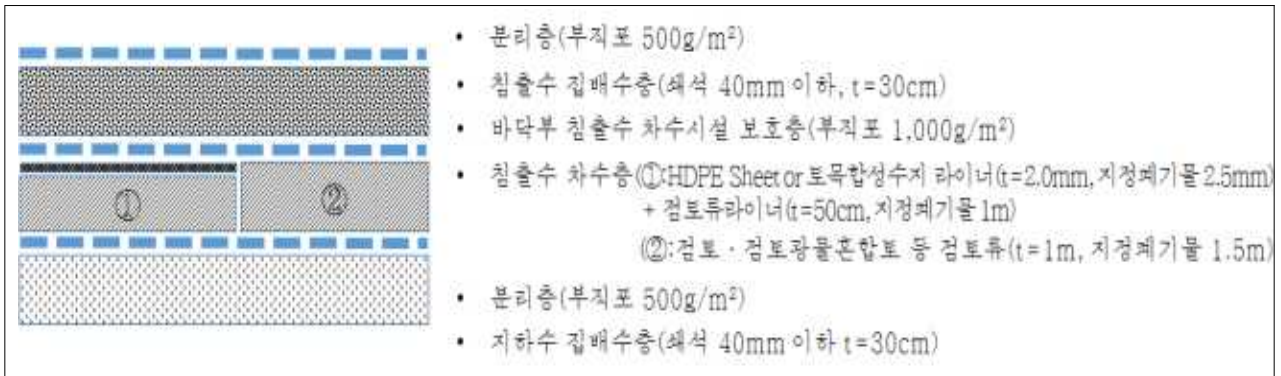 • 분리층(부직포 500g/m²)
• 침출수 집배수층(쇄석 40mm 이하, t=30cm)
• 바닥부 침출수 차수시설 보호층(부직포 1,000g/m²)
• 침출수 차수층(①:HDPE Sheet or 토목합성수지 라이너(t=2.0mm, 지정폐기물 2.5mm)
+ 점토류라이너(t=50cm, 지정폐기물 1m)
(②:점토 · 점토광물혼합토 등 점토류(t=1m, 지정폐기물 1.5m)
• 분리층(부직포 500g/m²)
• 지하수 집배수층(쇄석 40mm 이하 t=30cm)
① ②